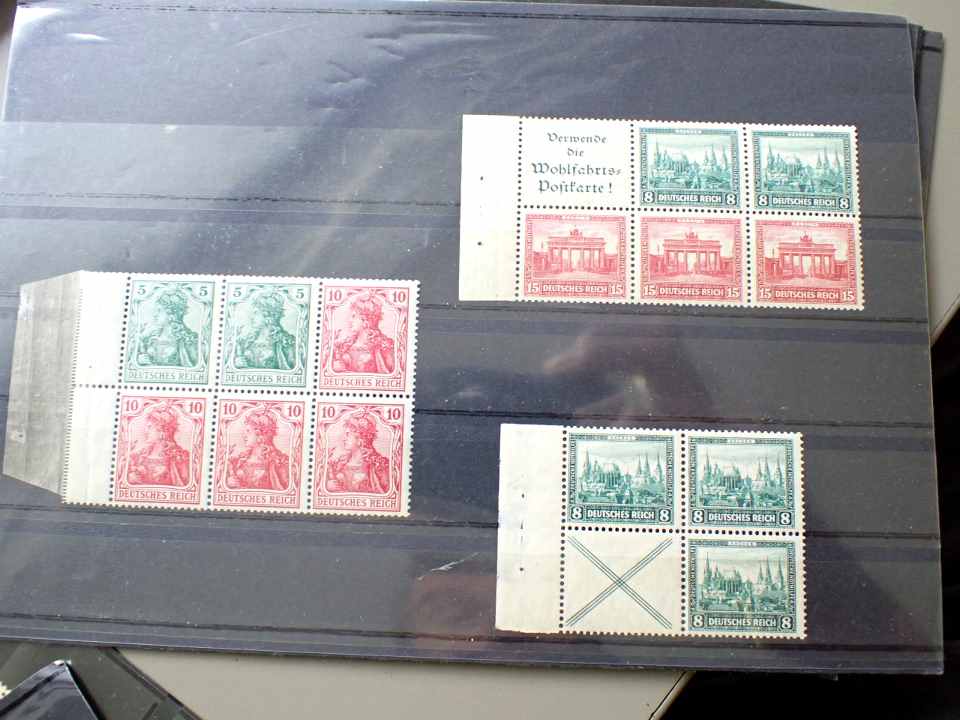 Verwende
die
Wohlfahrts-
Postkarte!
8 DEUTSCHES REICH 8
8 DEUTSCHES REICH 8
15 DEUTSCHES REICH 15
15 DEUTSCHES REICH 15
15 DEUTSCHES REICH 15
5 5
DEUTSCHES REICH
5 5
DEUTSCHES REICH
10 10
DEUTSCHES REICH
10 10
DEUTSCHES REICH
10 10
DEUTSCHES REICH
10 10
DEUTSCHES REICH
AACHEN
8 DEUTSCHES REICH 8
AACHEN
8 DEUTSCHES REICH 8
AACHEN
8 DEUTSCHES REICH 8